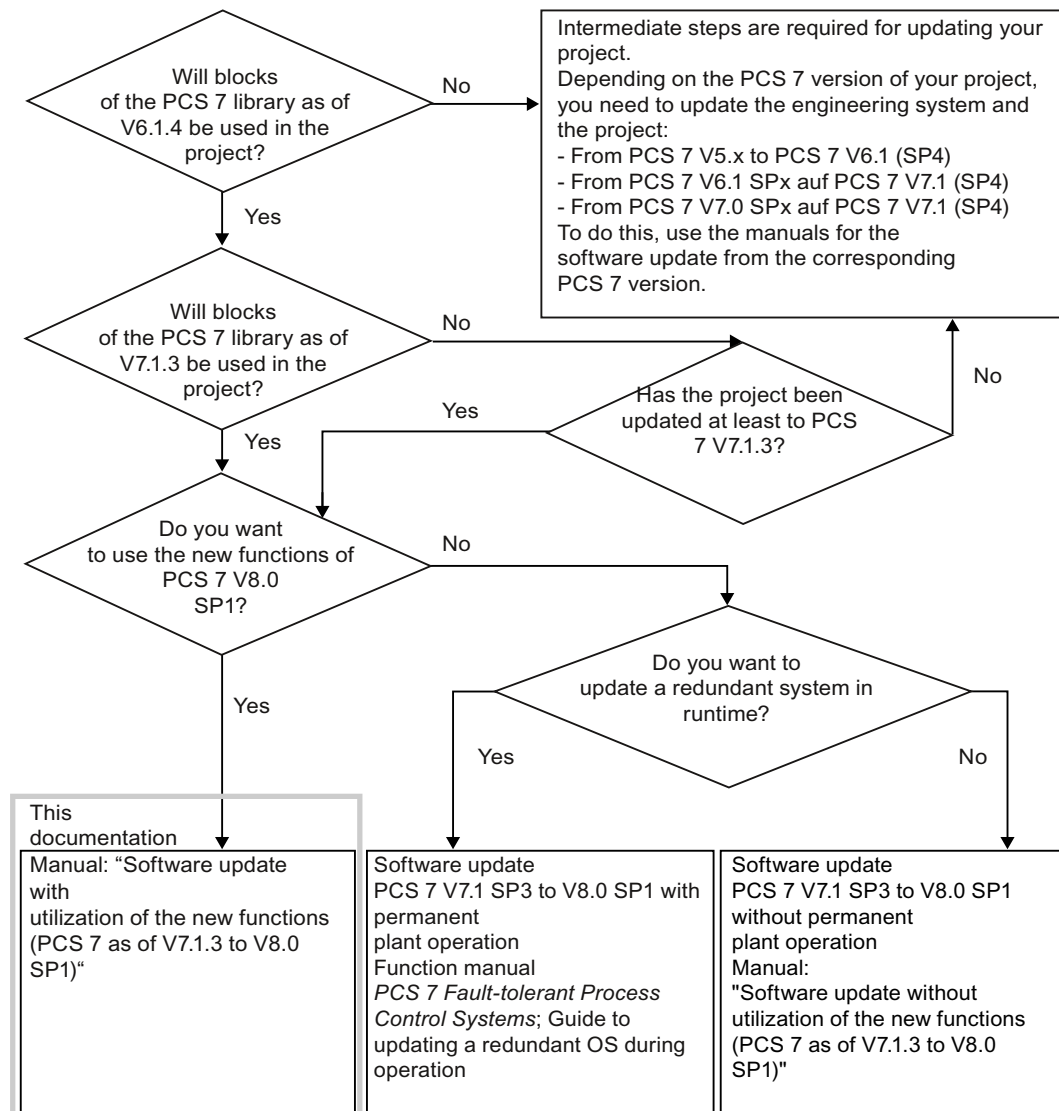 Will blocks
of the PCS 7 library as of
V6.1.4 be used in the
project?
No
Intermediate steps are required for updating your
project.
Depending on the PCS 7 version of your project,
you need to update the engineering system and
the project:
- From PCS 7 V5.x to PCS 7 V6.1 (SP4)
- From PCS 7 V6.1 SPx auf PCS 7 V7.1 (SP4)
- From PCS 7 V7.0 SPx auf PCS 7 V7.1 (SP4)
To do this, use the manuals for the
software update from the corresponding
PCS 7 version.
Yes
Will blocks
of the PCS 7 library as of
V7.1.3 be used in the
project?
No
No
Has the project been
updated at least to PCS
7 V7.1.3?
Yes
Yes
Do you want
to use the new functions of
PCS 7 V8.0
SP1?
No
Do you want to
update a redundant system in
runtime?
Yes
Yes
No
This
documentation
Manual: “Software update
with
utilization of the new functions
(PCS 7 as of V7.1.3 to V8.0
SP1)“
Software update
PCS 7 V7.1 SP3 to V8.0 SP1 with
permanent
plant operation
Function manual
PCS 7 Fault-tolerant Process
Control Systems; Guide to
updating a redundant OS during
operation
Software update
PCS 7 V7.1 SP3 to V8.0 SP1
without permanent
plant operation
Manual:
"Software update without
utilization of the new functions
(PCS 7 as of V7.1.3 to V8.0
SP1)"